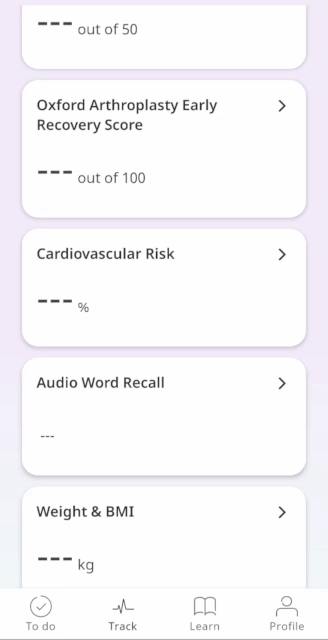 --- out of 50
Oxford Arthroplasty Early
Recovery Score
--- out of 100
Cardiovascular Risk
--- %
Audio Word Recall
---
Weight & BMI
--- kg
To do
Track
Learn
Profile